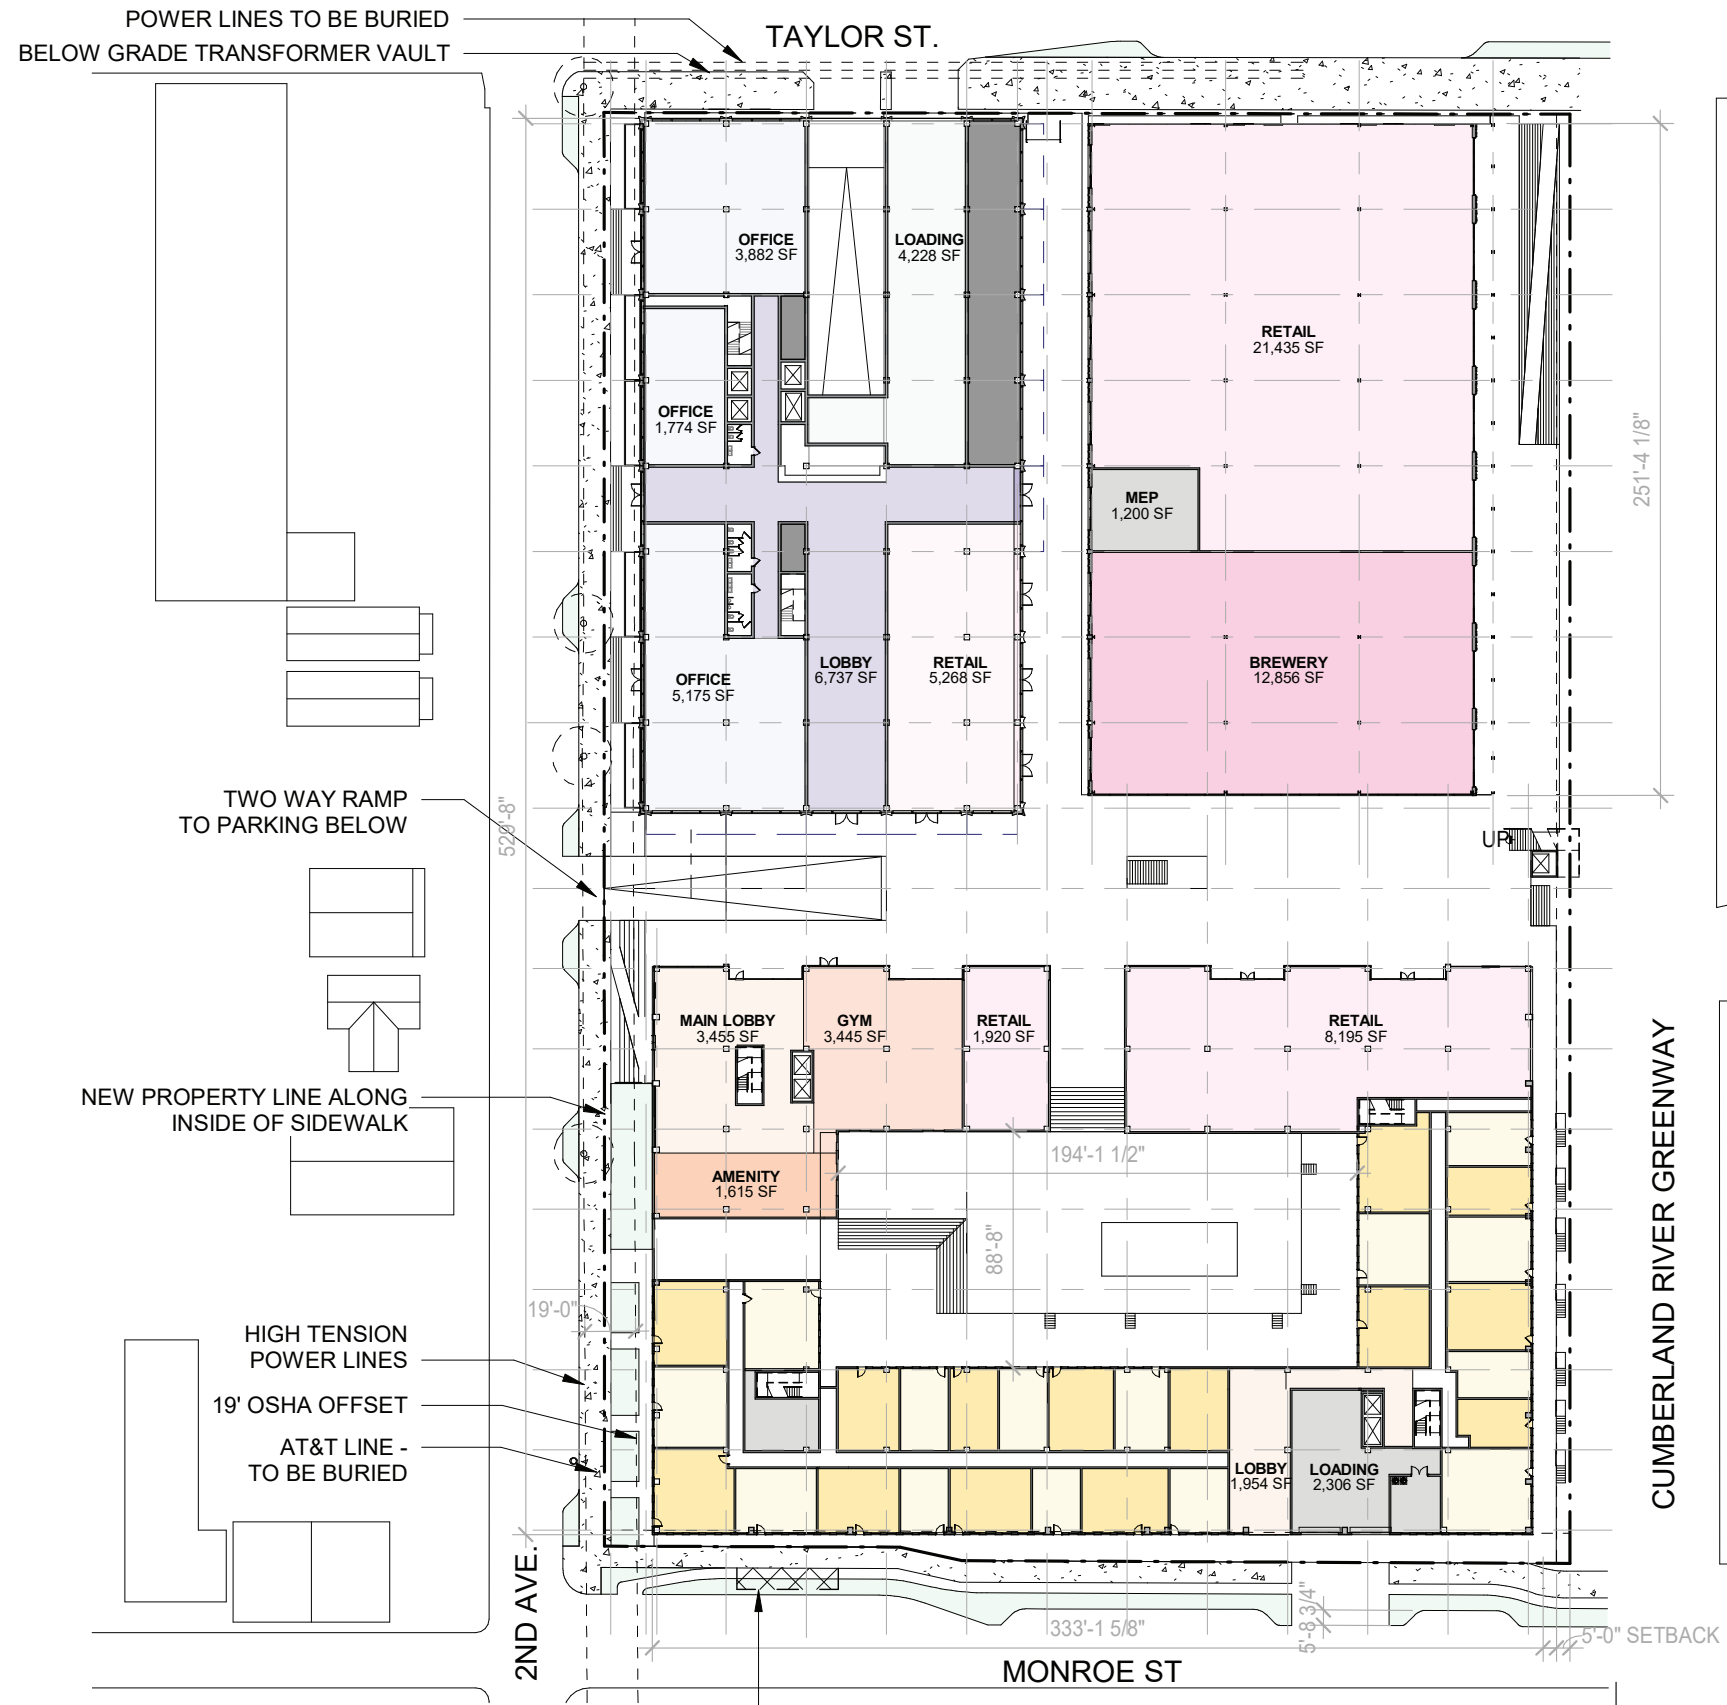 POWER LINES TO BE BURIED
BELOW GRADE TRANSFORMER VAULT
TAYLOR ST.
OFFICE
3,882 SF
LOADING
4,228 SF
RETAIL
21,435 SF
OFFICE
1,774 SF
251'-4 1/8"
MEP
1,200 SF
LOBBY
6,737 SF
RETAIL
5,268 SF
BREWERY
12,856 SF
OFFICE
5,175 SF
TWO WAY RAMP
TO PARKING BELOW
529'-8"
UP
MAIN LOBBY
3,455 SF
GYM
3,445 SF
RETAIL
1,920 SF
RETAIL
8,195 SF
NEW PROPERTY LINE ALONG
INSIDE OF SIDEWALK
194'-1 1/2"
AMENITY
1,615 SF
88'-8"
CUMBERLAND RIVER GREENWAY
19'-0"
HIGH TENSION
POWER LINES
19' OSHA OFFSET
AT&T LINE -
TO BE BURIED
LOBBY
1,954 SF
LOADING
2,306 SF
2ND AVE.
333'-1 5/8"
5'-8 3/4"
5'-0" SETBACK
MONROE ST